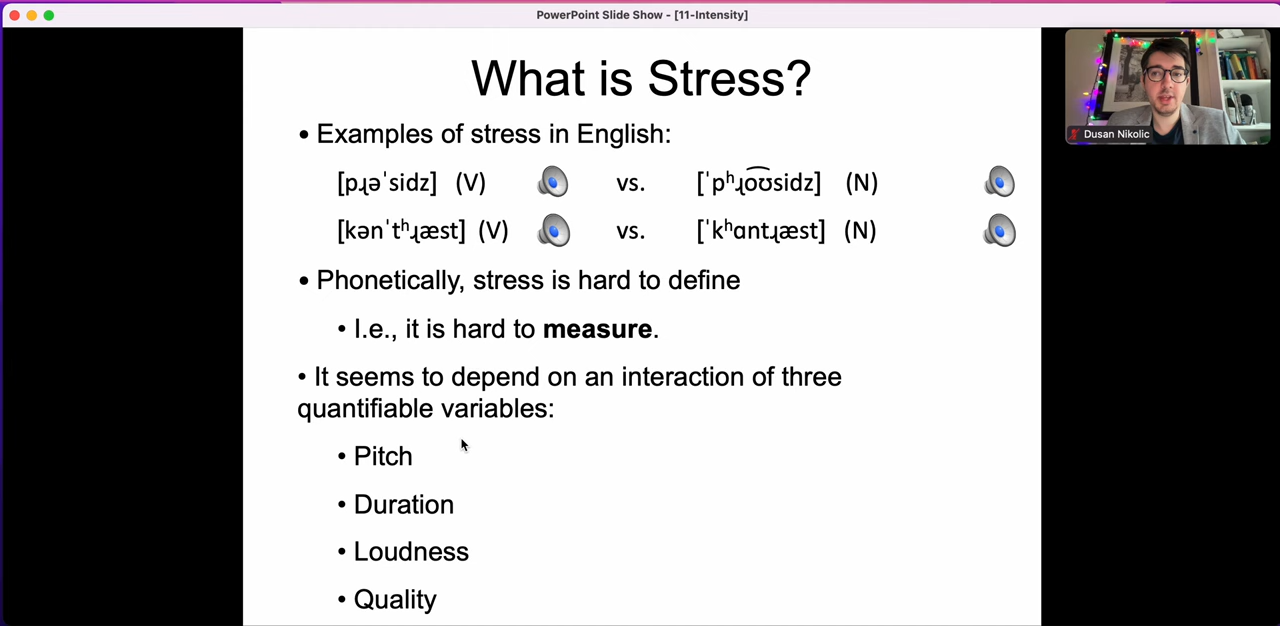 PowerPoint Slide Show - [11-Intensity]
What is Stress?
• Examples of stress in English:
[pɹəˈsidz] (V) vs. [ˈpʰɹo͡ʊsidz] (N)
[kənˈtʰɹæst] (V) vs. [ˈkʰɑntɹæst] (N)
• Phonetically, stress is hard to define
• I.e., it is hard to measure.
• It seems to depend on an interaction of three
quantifiable variables:
• Pitch
• Duration
• Loudness
• Quality
Dusan Nikolic